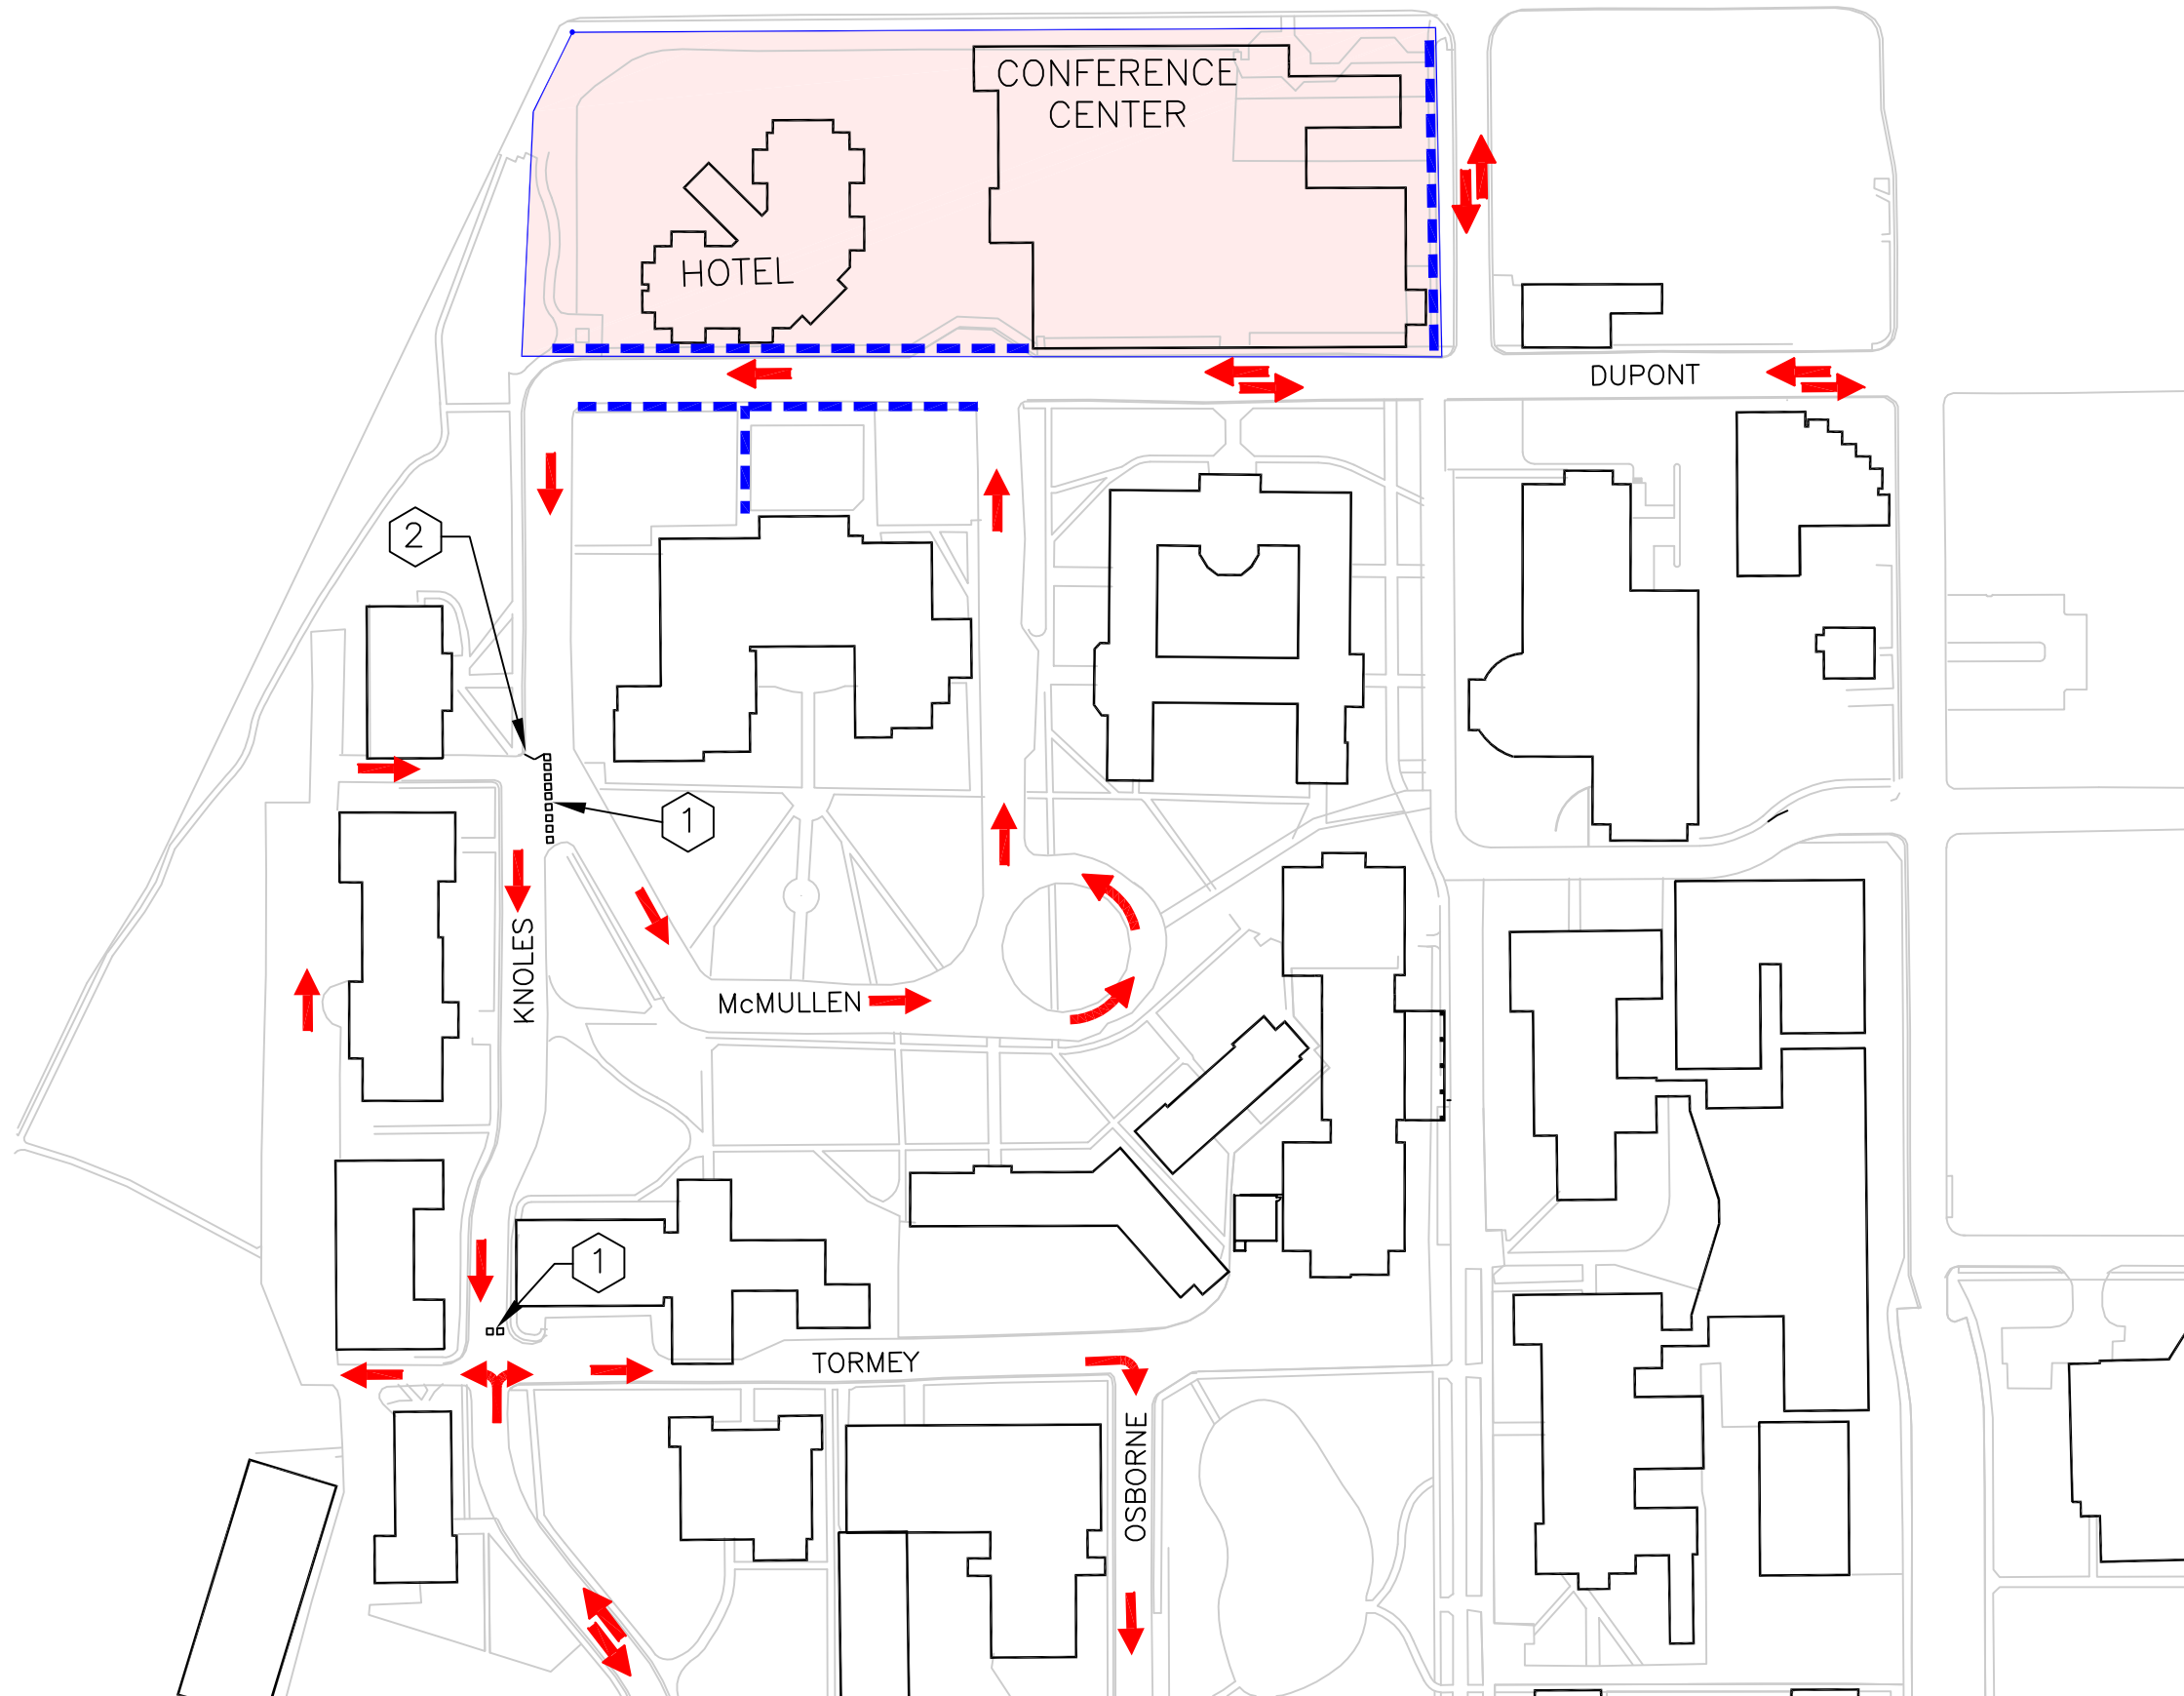 CONFERENCE
CENTER
HOTEL
DUPONT
2
1
KNOLES
McMULLEN
1
TORMEY
OSBORNE